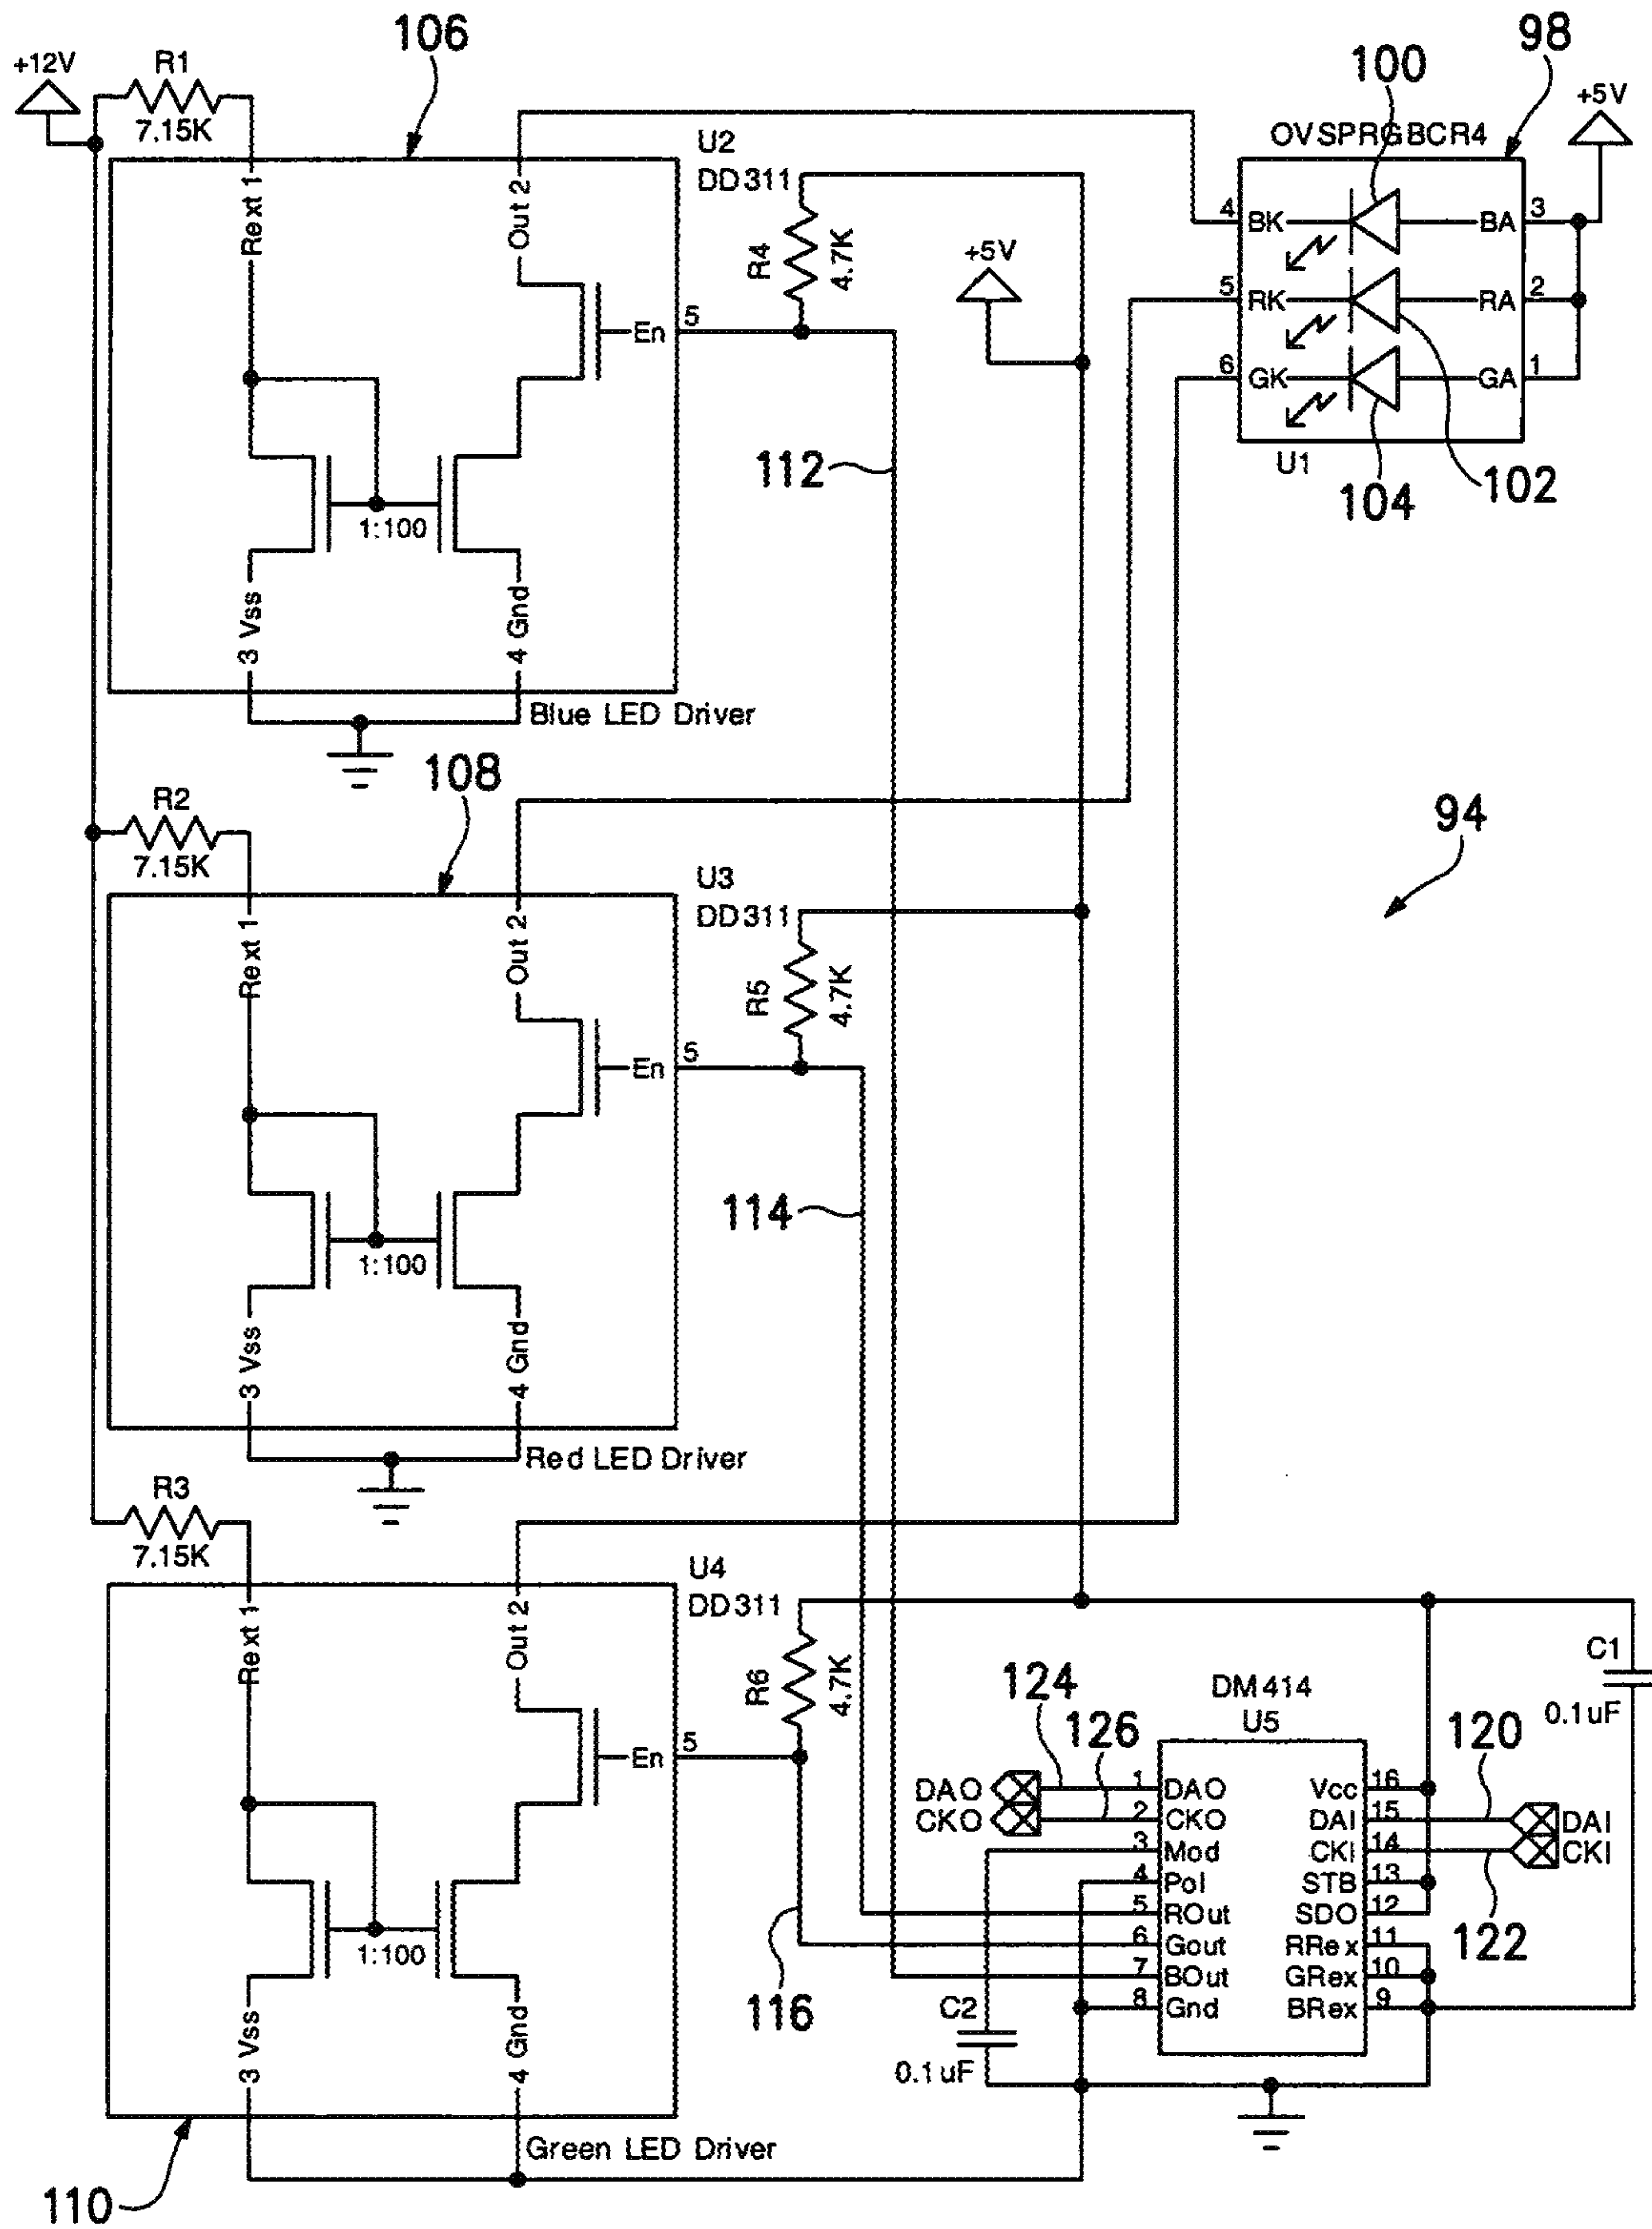 106
98
100
+12V
R1
7.15K
+5V
OVSPRGBCR4
U2
DD311
Rext 1
Out 2
R4
4.7K
4
BK
BA
3
+5V
5
RK
RA
2
En
5
6
GK
GA
1
U1
112
104
102
1:100
3 Vss
4 Gnd
Blue LED Driver
108
R2
7.15K
94
U3
DD311
Rext 1
Out 2
R5
4.7K
En
5
114
1:100
3 Vss
4 Gnd
Red LED Driver
R3
7.15K
U4
DD311
Rext 1
Out 2
R6
4.7K
En
5
C1
0.1uF
DM414
U5
124
126
120
DAO
1
DAO
Vcc
16
CKO
2
CKO
DAI
15
DAI
3
Mod
CKI
14
CKI
4
Pol
STB
13
5
ROut
SDO
12
122
6
Gout
RRex
11
7
BOut
GRex
10
8
Gnd
BRex
9
116
1:100
C2
0.1uF
3 Vss
4 Gnd
Green LED Driver
110